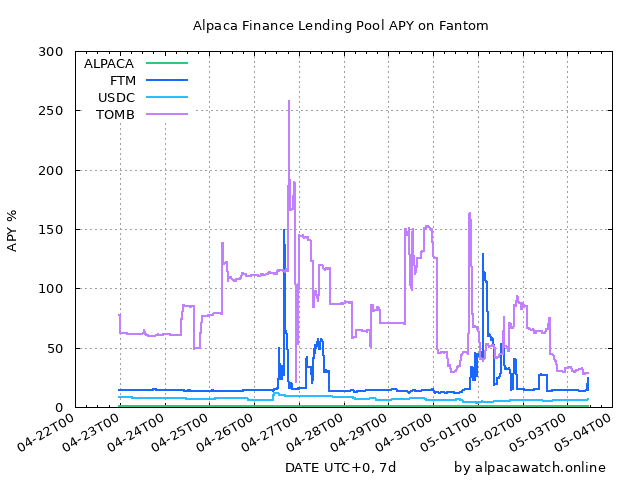 Alpaca Finance Lending Pool APY on Fantom
300
250
200
150
100
50
0
APY %
ALPACA
FTM
USDC
TOMB
04-22T00
04-23T00
04-24T00
04-25T00
04-26T00
04-27T00
04-28T00
04-29T00
04-30T00
05-01T00
05-02T00
05-03T00
05-04T00
DATE UTC+0, 7d
by alpacawatch.online